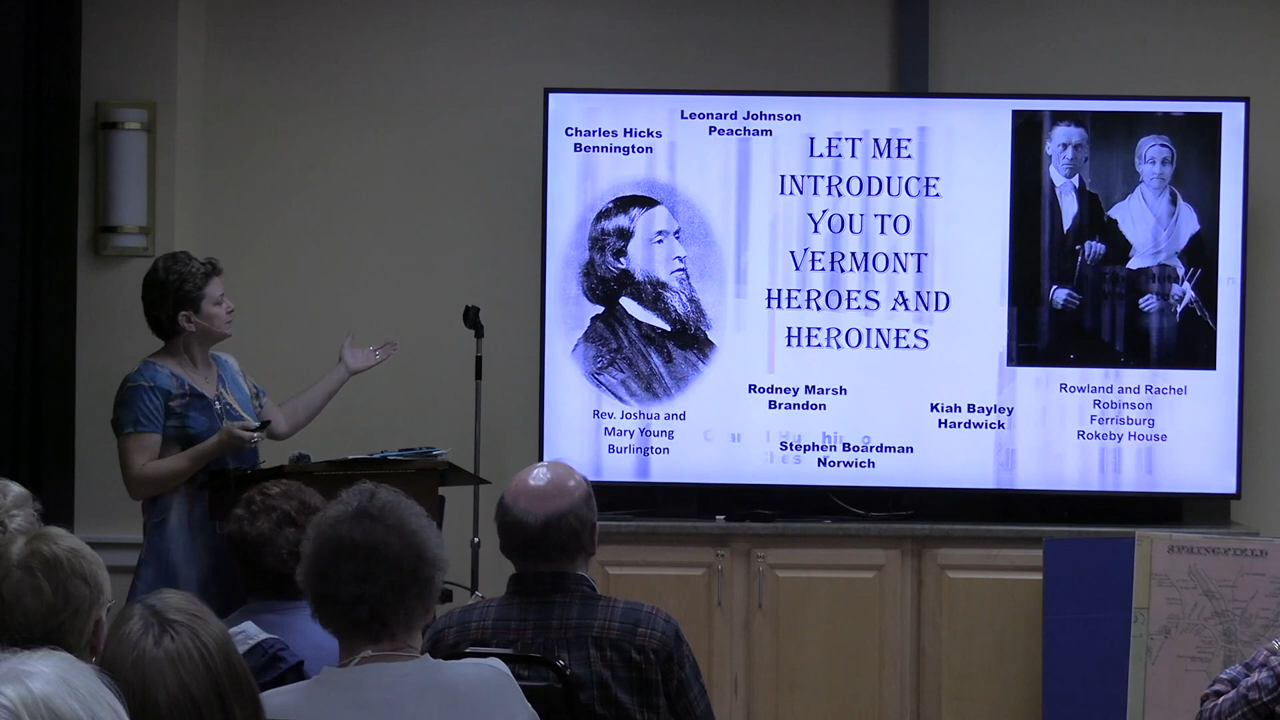 Leonard Johnson
Peacham
Charles Hicks
Bennington
LET ME
INTRODUCE
YOU TO
VERMONT
HEROES AND
HEROINES
Rev. Joshua and
Mary Young
Burlington
Rodney Marsh
Brandon
Stephen Boardman
Norwich
Kiah Bayley
Hardwick
Rowland and Rachel
Robinson
Ferrisburg
Rokeby House
SPRINGFIELD